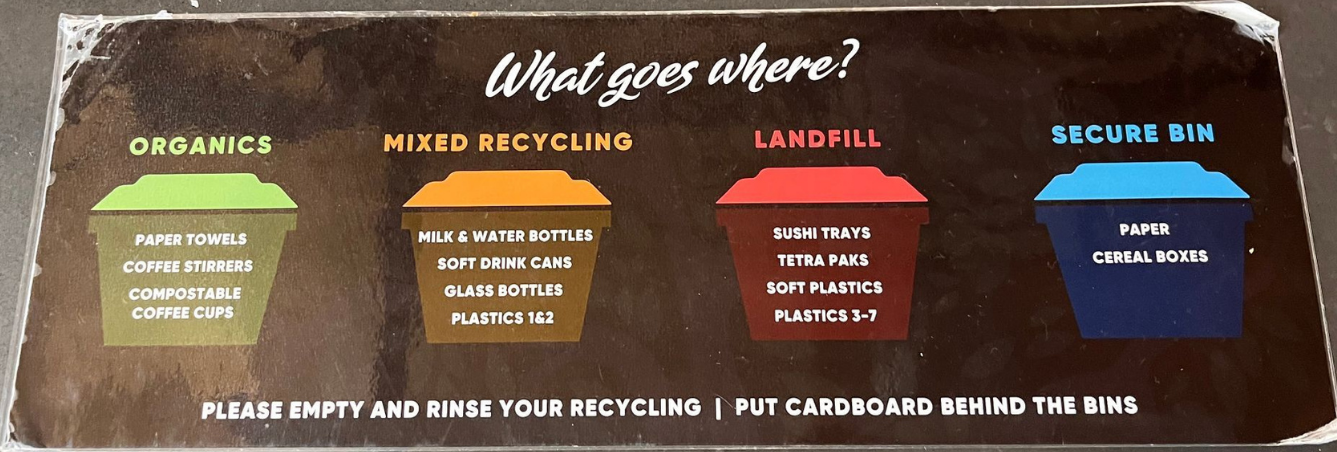 What goes where?
ORGANICS
PAPER TOWELS
COFFEE STIRRERS
COMPOSTABLE
COFFEE CUPS
MIXED RECYCLING
MILK & WATER BOTTLES
SOFT DRINK CANS
GLASS BOTTLES
PLASTICS 1&2
LANDFILL
SUSHI TRAYS
TETRA PAKS
SOFT PLASTICS
PLASTICS 3-7
SECURE BIN
PAPER
CEREAL BOXES
PLEASE EMPTY AND RINSE YOUR RECYCLING | PUT CARDBOARD BEHIND THE BINS